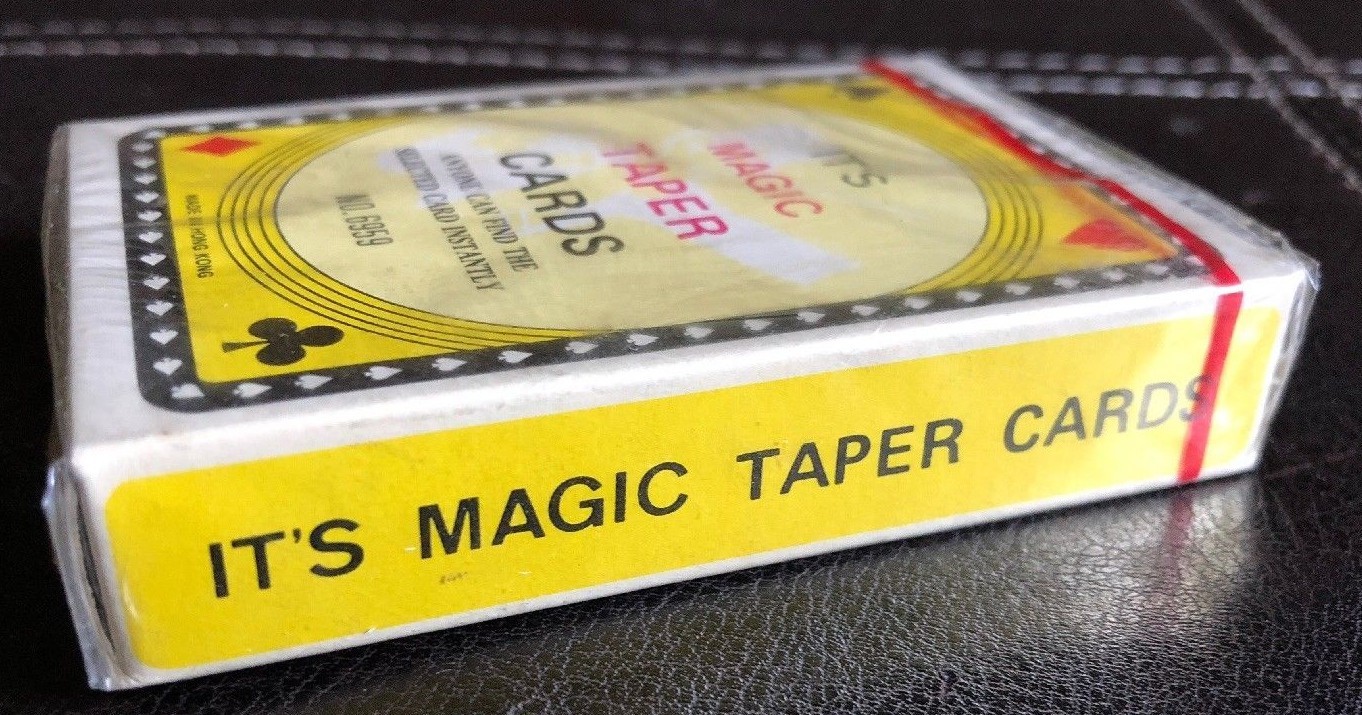 IT'S
MAGIC
TAPER
CARDS
ANYONE CAN FIND THE
SELECTED CARD INSTANTLY
NO. 6959
MADE IN HONG KONG
IT'S MAGIC TAPER CARDS